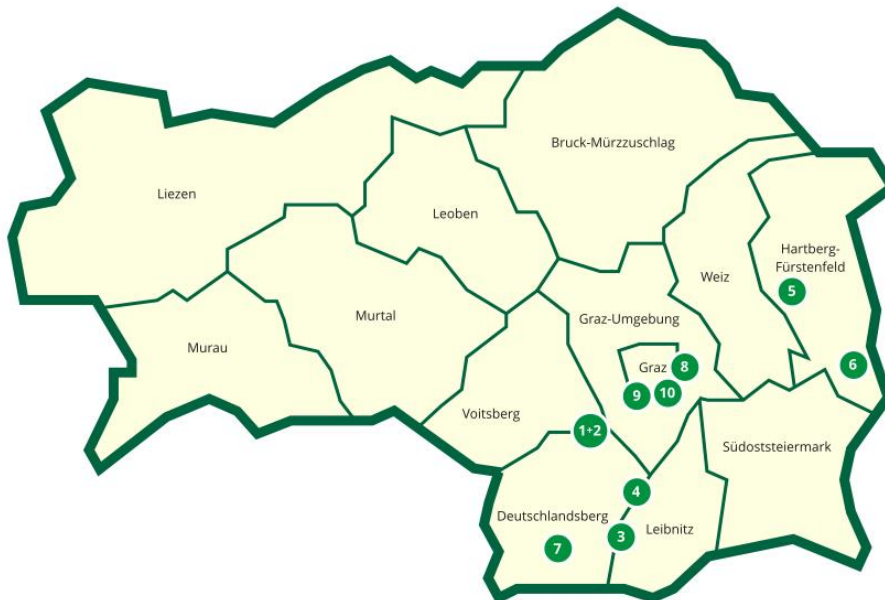 Bruck-Mürzzuschlag
Liezen
Leoben
Hartberg-
Fürstenfeld
Weiz
5
Murtal
Graz-Umgebung
Murau
Graz
8
6
9
10
Voitsberg
1+2
Südoststeiermark
4
Deutschlandsberg
Leibnitz
3
7